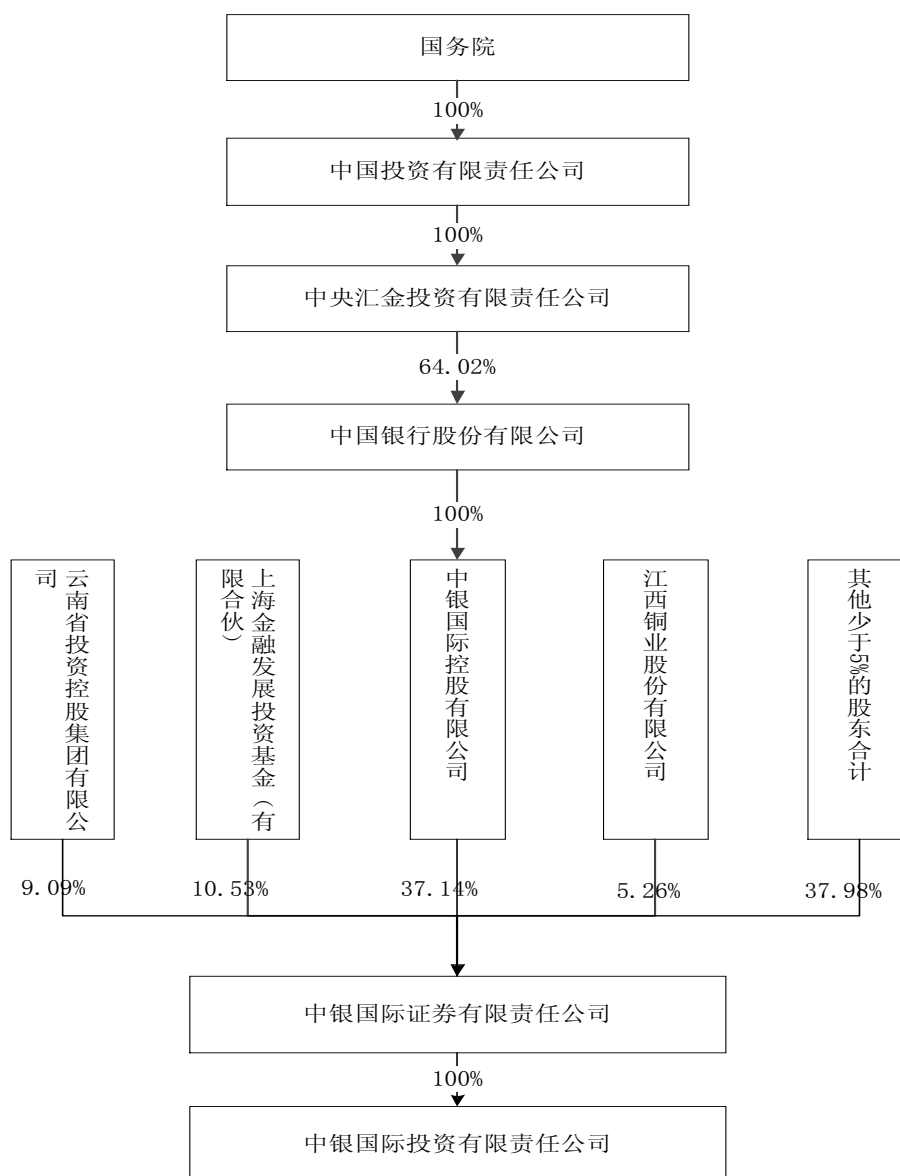 国务院
100%
中国投资有限责任公司
100%
中央汇金投资有限责任公司
64.02%
中国银行股份有限公司
100%
云南省投资控股集团有限公
司
上海金融发展投资基金（有
限合伙）
中银国际控股有限公司
江西铜业股份有限公司
其他少于5%的股东合计
9.09%
10.53%
37.14%
5.26%
37.98%
中银国际证券有限责任公司
100%
中银国际投资有限责任公司